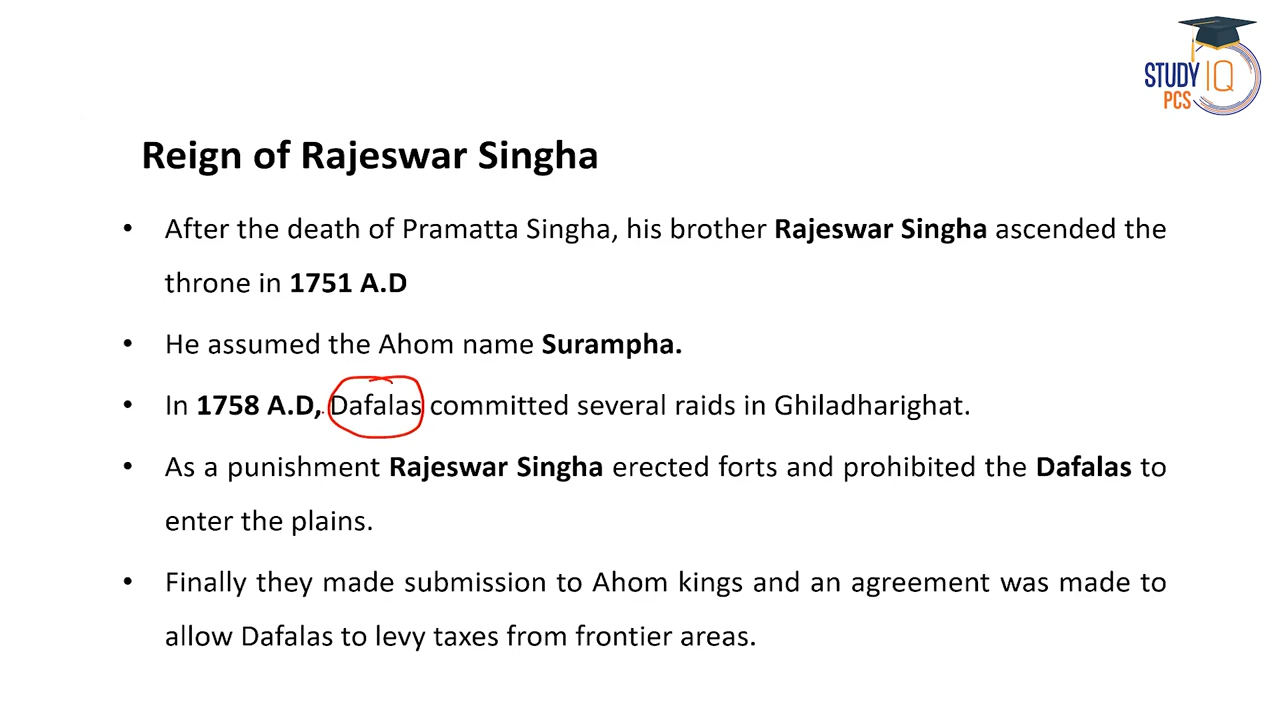 STUDY IQ
PCS
Reign of Rajeswar Singha
• After the death of Pramatta Singha, his brother Rajeswar Singha ascended the
throne in 1751 A.D
• He assumed the Ahom name Surampha.
• In 1758 A.D, Dafalas committed several raids in Ghiladharighat.
• As a punishment Rajeswar Singha erected forts and prohibited the Dafalas to
enter the plains.
• Finally they made submission to Ahom kings and an agreement was made to
allow Dafalas to levy taxes from frontier areas.